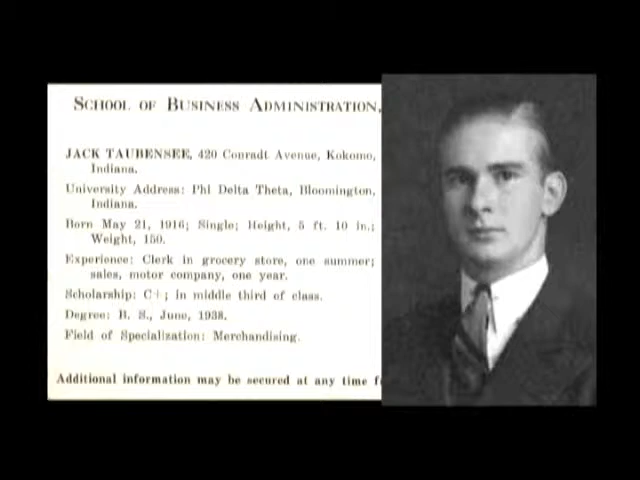 SCHOOL OF BUSINESS ADMINISTRATION,
JACK TAUBENSEE, 420 Conradt Avenue, Kokomo,
Indiana.
University Address: Phi Delta Theta, Bloomington,
Indiana.
Born May 21, 1916; Single; Height, 5 ft. 10 in.;
Weight, 150.
Experience: Clerk in grocery store, one summer;
sales, motor company, one year.
Scholarship: C+; in middle third of class.
Degree: B. S., June, 1938.
Field of Specialization: Merchandising.
Additional information may be secured at any time f